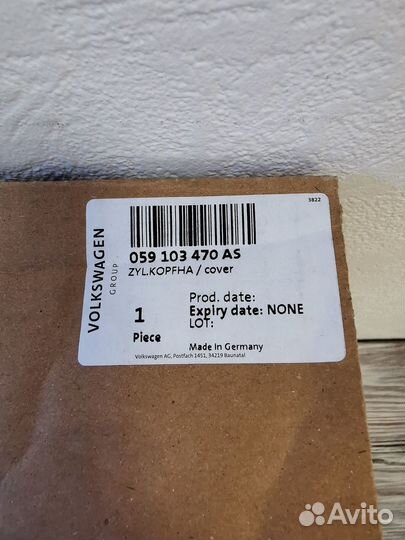 3822
VOLKSWAGEN
GROUP
059 103 470 AS
ZYL.KOPFHA / cover
Prod. date:
1 Expiry date: NONE
Piece LOT:
Made in Germany
Volkswagen AG, Postfach 1451, 34219 Baunatal
Avito